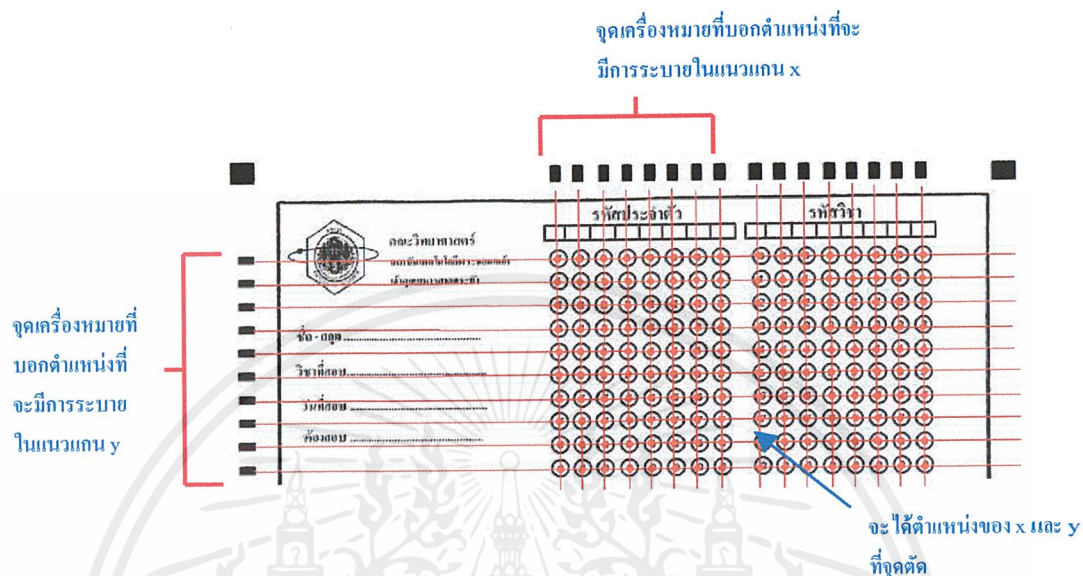 จุดเครื่องหมายที่บอกตำแหน่งที่จะ
มีการระบายในแนวแกน x
รหัสประจำตัว
รหัสวิชา
คณะวิทยาศาสตร์
ชื่อ - สกุล
วิชาที่สอบ
วันที่สอบ
ห้องสอบ
จุดเครื่องหมายที่
บอกตำแหน่งที่
จะมีการระบาย
ในแนวแกน y
จะ ได้ตำแหน่งของ x และ y
ที่จุดตัด